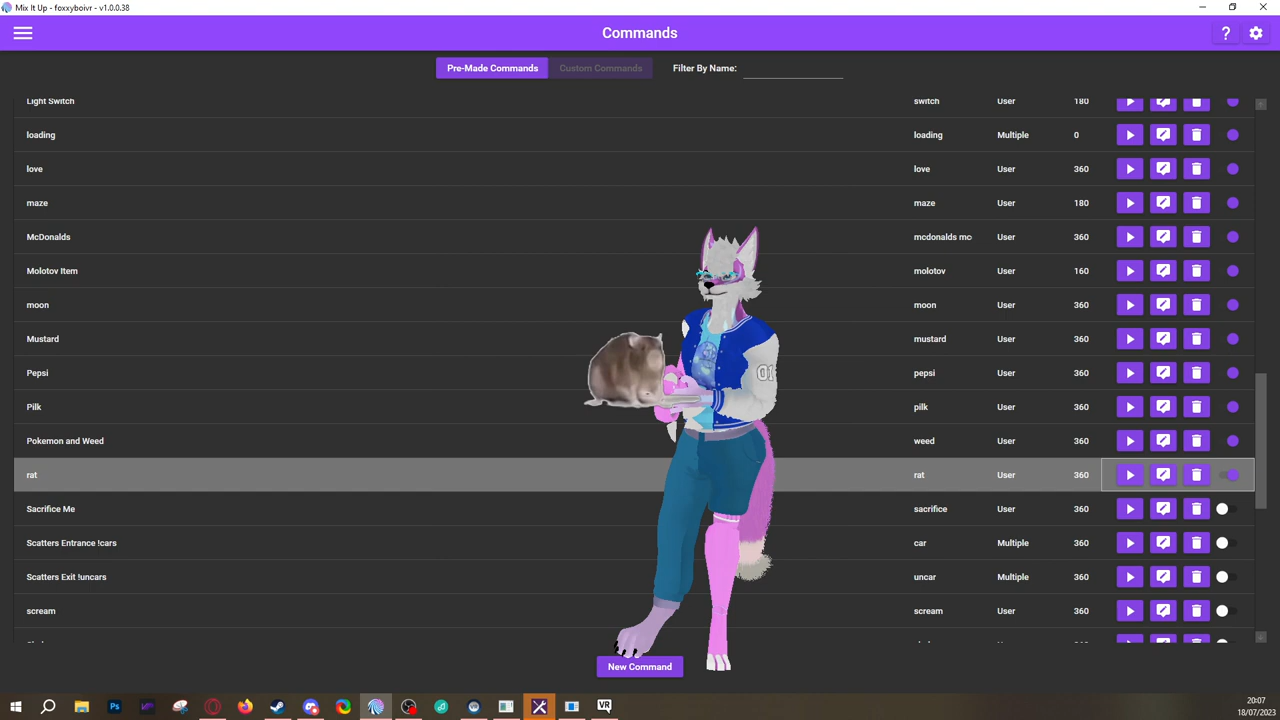 Mix It Up - foxxyboivr - v1.0.0.38
Commands
?
Pre-Made Commands Custom Commands Filter By Name:
Light Switch switch User 180
loading loading Multiple 0
love love User 360
maze maze User 180
McDonalds mcdonalds mc User 360
Molotov Item molotov User 160
moon moon User 360
Mustard mustard User 360
Pepsi pepsi User 360
Pilk pilk User 360
Pokemon and Weed weed User 360
rat rat User 360
Sacrifice Me sacrifice User 360
Scatters Entrance !cars car Multiple 360
Scatters Exit !uncars uncar Multiple 360
scream scream User 360
New Command
Ps
VR
20:07
18/07/2023
01